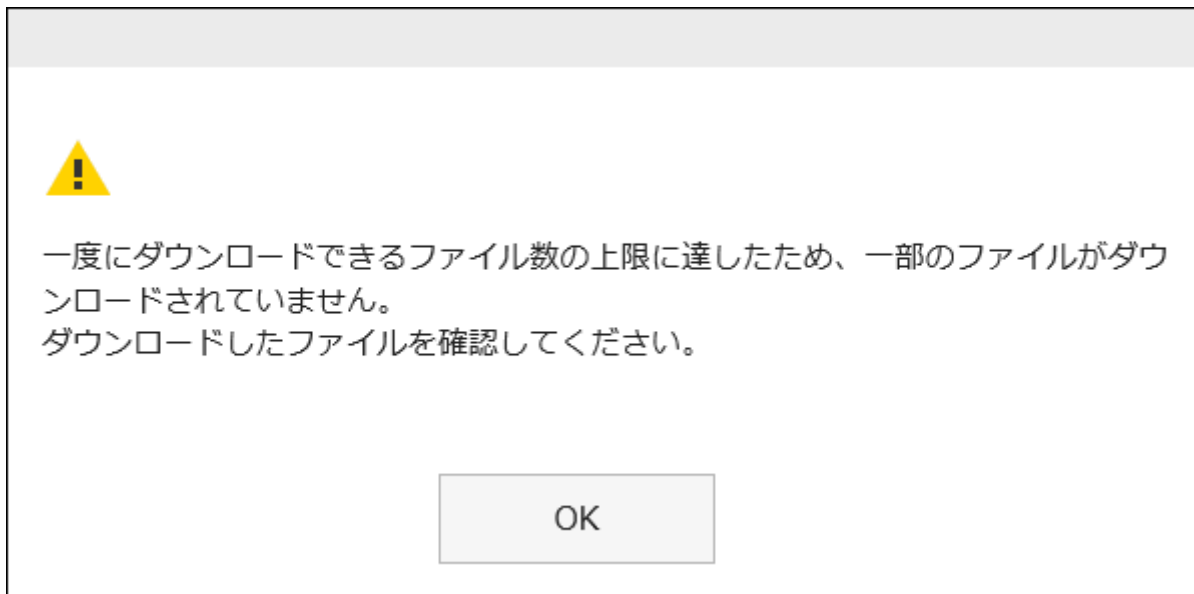 一度にダウンロードできるファイル数の上限に達したため、一部のファイルがダウ
ンロードされていません。
ダウンロードしたファイルを確認してください。
OK